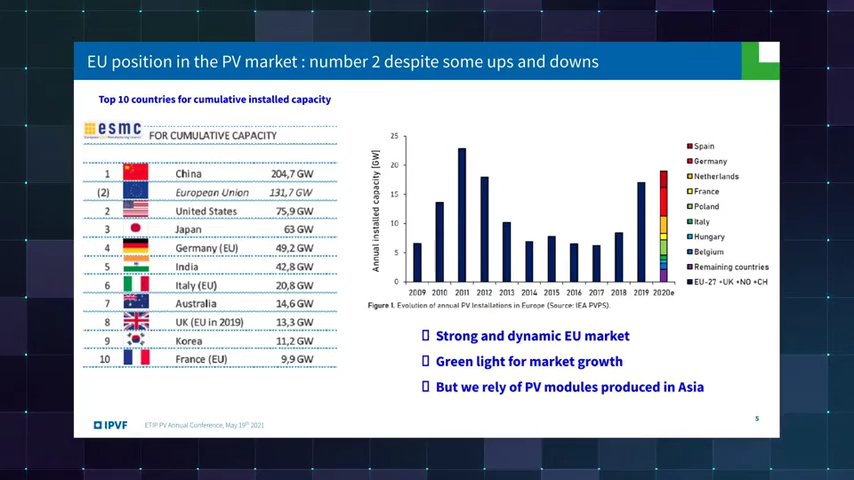 EU position in the PV market : number 2 despite some ups and downs
Top 10 countries for cumulative installed capacity
esmc
FOR CUMULATIVE CAPACITY
1 China 204,7 GW
(2) European Union 131,7 GW
2 United States 75,9 GW
3 Japan 63 GW
4 Germany (EU) 49,2 GW
5 India 42,8 GW
6 Italy (EU) 20,8 GW
7 Australia 14,6 GW
8 UK (EU in 2019) 13,3 GW
9 Korea 11,2 GW
10 France (EU) 9,9 GW
Annual installed capacity [GW]
25
20
15
10
5
0
2009 2010 2011 2012 2013 2014 2015 2016 2017 2018 2019 2020e
Spain
Germany
Netherlands
France
Poland
Italy
Hungary
Belgium
Remaining countries
EU-27 +UK +NO +CH
Figure 1. Evolution of annual PV installations in Europe (Source: IEA PVPS).
Strong and dynamic EU market
Green light for market growth
But we rely of PV modules produced in Asia
IPVF
ETIP PV Annual Conference, May 19th 2021
5